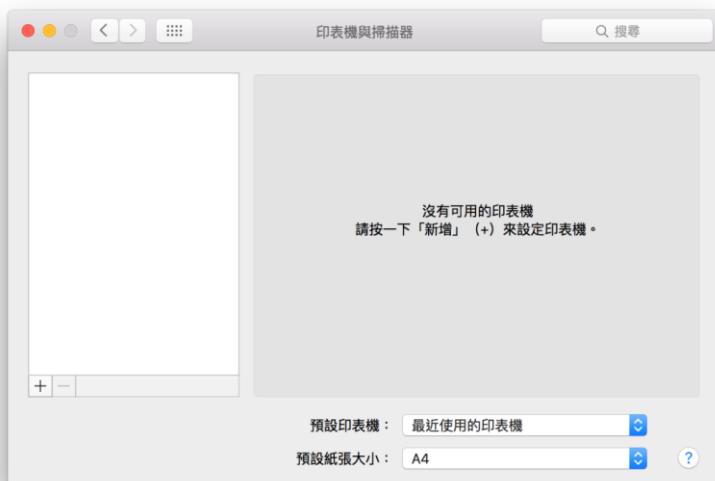 印表機與掃描器
搜尋
沒有可用的印表機
請按一下「新增」（+）來設定印表機。
預設印表機：
最近使用的印表機
預設紙張大小：
A4
?